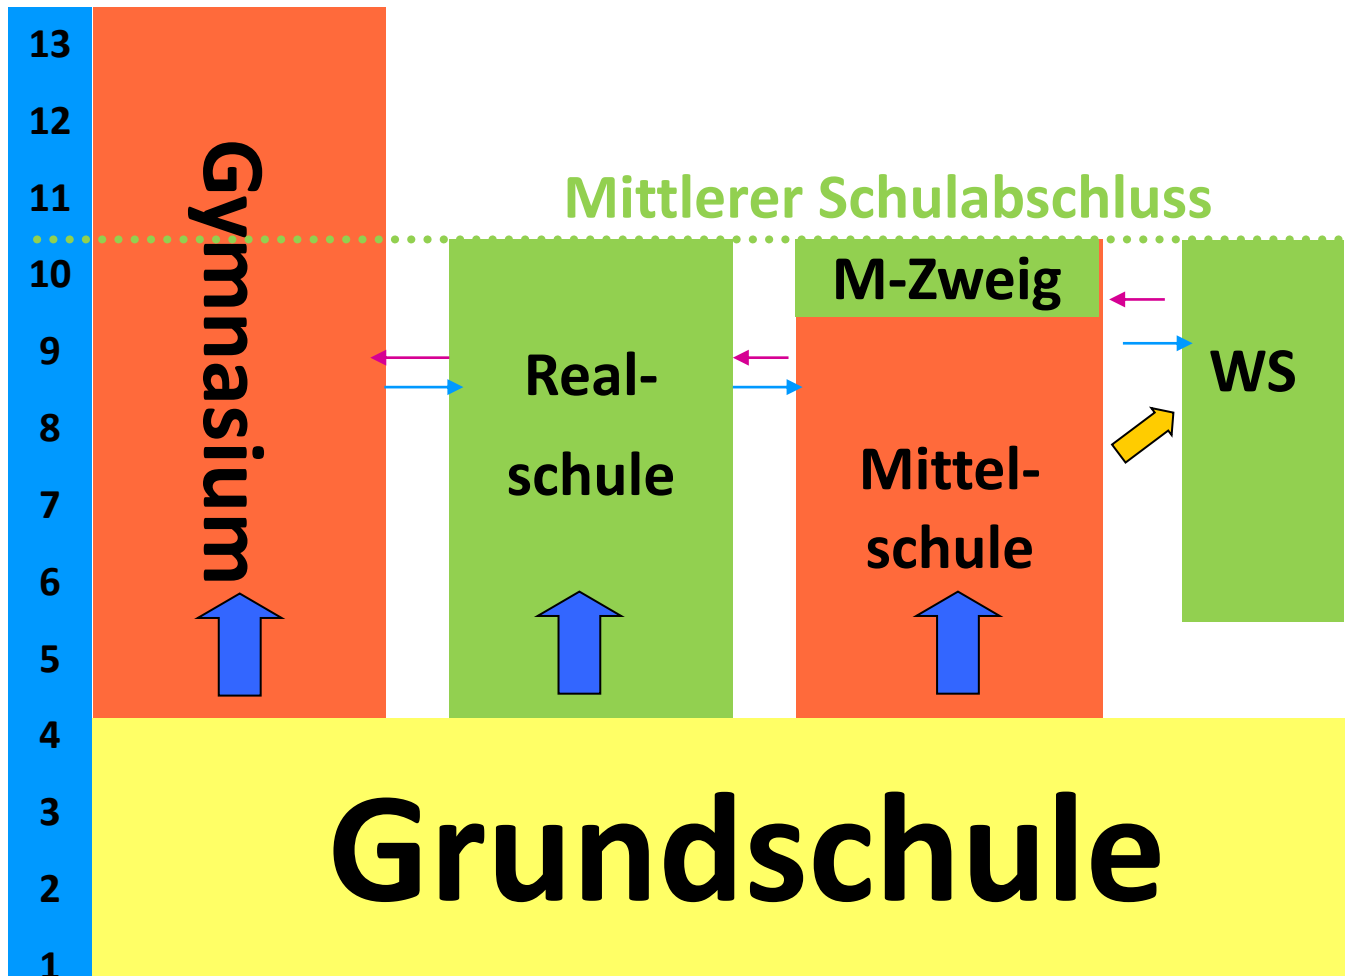 13
12
11
10
9
8
7
6
5
4
3
2
1
Gymnasium
Mittlerer Schulabschluss
Real-
schule
M-Zweig
Mittel-
schule
WS
Grundschule